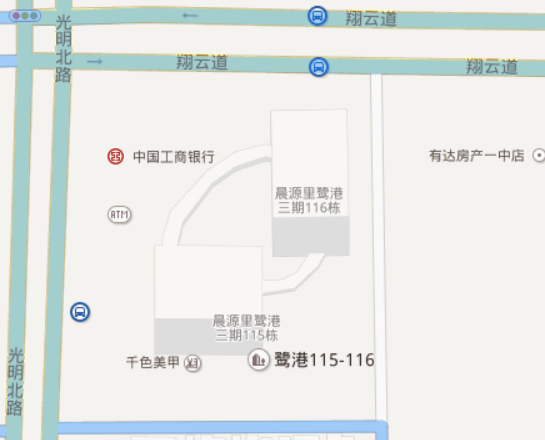 翔云道
光明北路
翔云道
翔云道
中国工商银行
有达房产一中店
ATM
晨源里鹭港
三期116栋
晨源里鹭港
三期115栋
千色美甲
鹭港115-116
光明北路